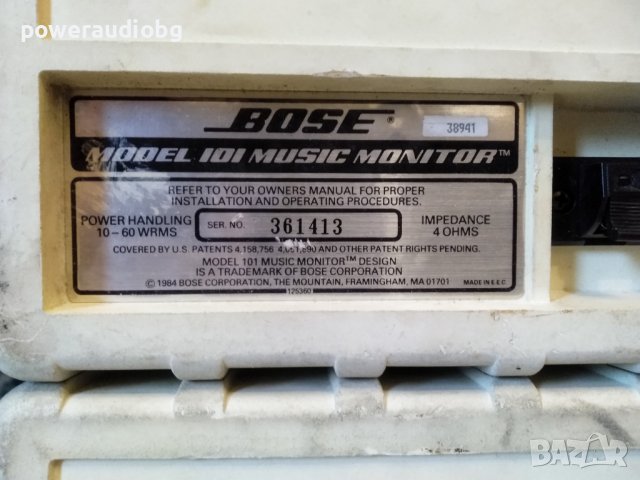 poweraudiobg
BOSE®
38941
MODEL 101 MUSIC MONITOR™
REFER TO YOUR OWNERS MANUAL FOR PROPER
INSTALLATION AND OPERATING PROCEDURES.
POWER HANDLING
10–60 WRMS
SER. NO. 361413
IMPEDANCE
4 OHMS
COVERED BY U.S. PATENTS 4,158,756 4,061,890 AND OTHER PATENT RIGHTS PENDING.
MODEL 101 MUSIC MONITOR™ DESIGN
IS A TRADEMARK OF BOSE CORPORATION
© 1984 BOSE CORPORATION, THE MOUNTAIN, FRAMINGHAM, MA 01701
MADE IN E.E.C.
125360
BAZAR